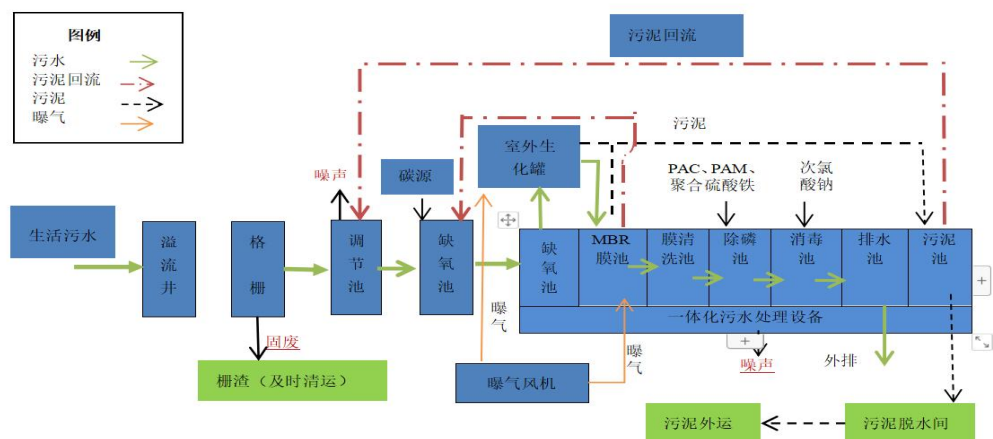 图例
污水
污泥回流
污泥
曝气
污泥回流
污泥
室外生
化罐
PAC、PAM、
聚合硫酸铁
次氯
酸钠
噪声
碳源
生活污水
溢
流
井
格
栅
调
节
池
缺
氧
池
缺
氧
池
MBR
膜池
膜清
洗池
除磷
池
消毒
池
排水
池
污泥
池
一体化污水处理设备
曝
气
曝
气
固废
栅渣（及时清运）
曝气风机
噪声
外排
污泥外运
污泥脱水间